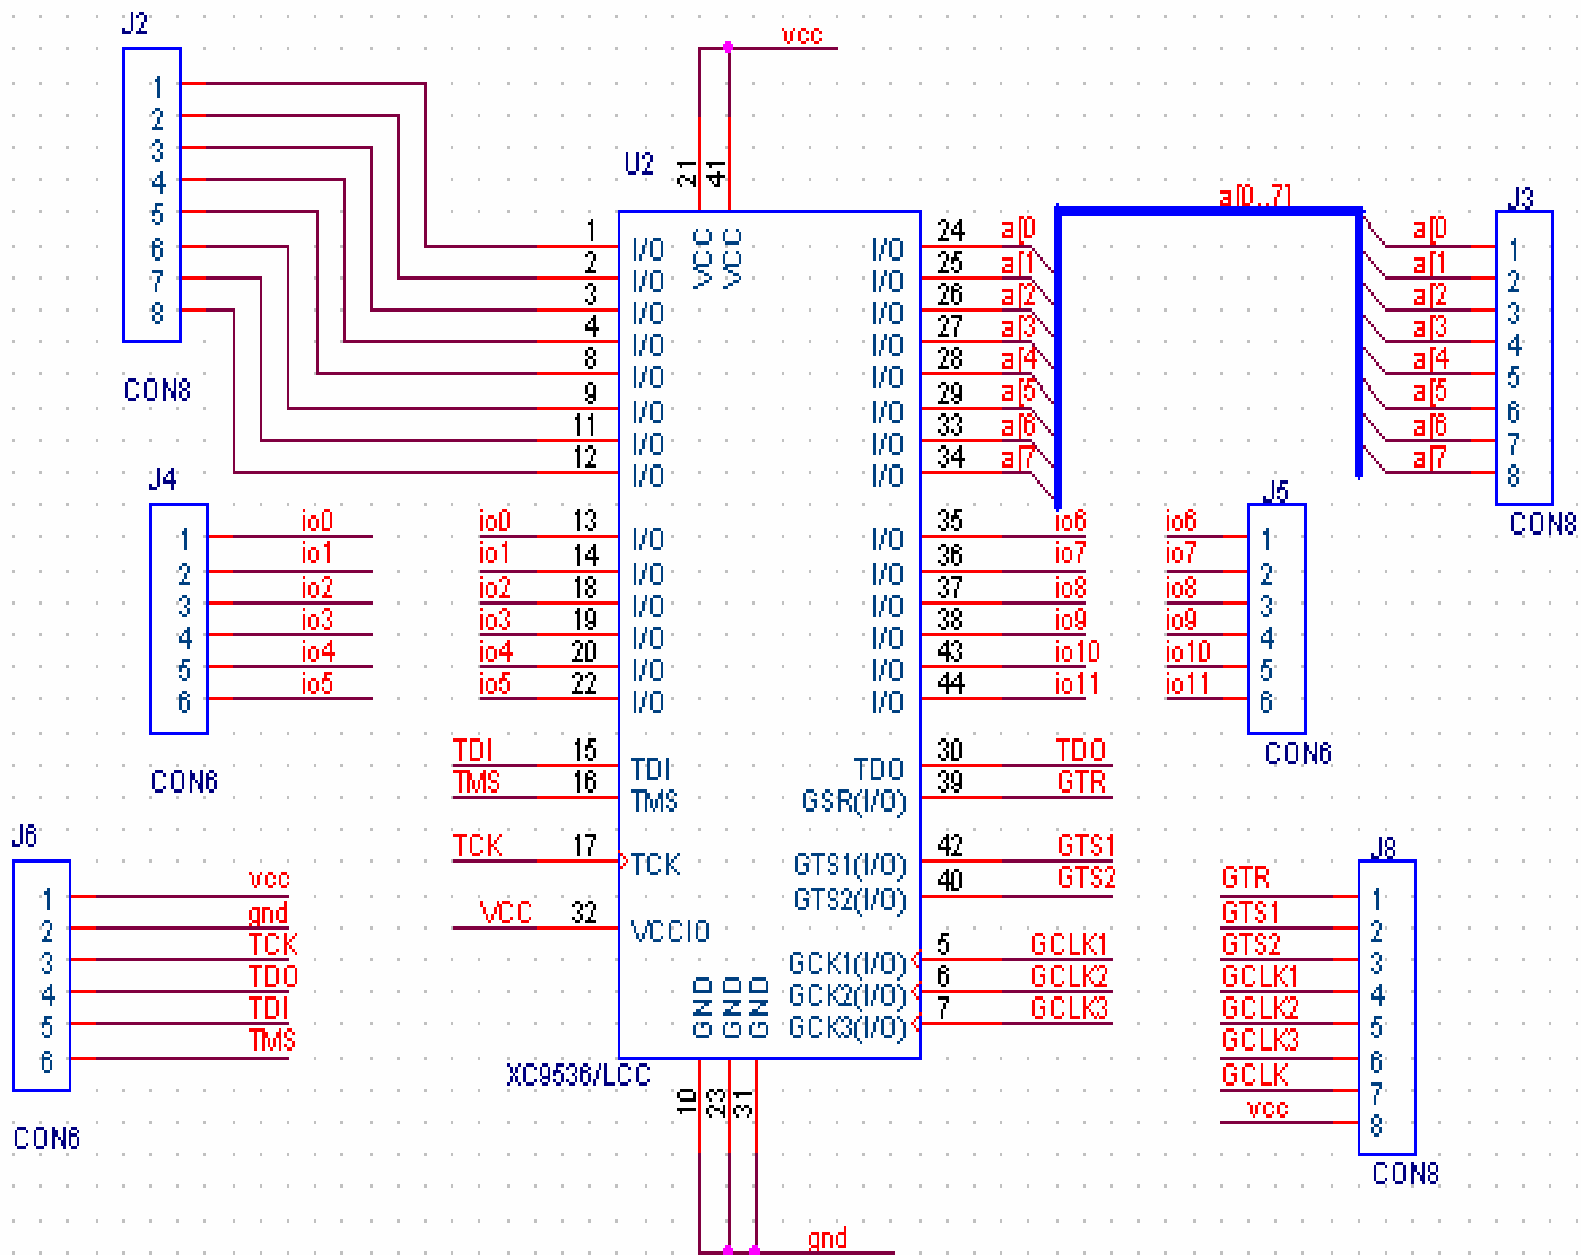 J2
1
2
3
4
5
6
7
8
CON8
vcc
21 41
U2
1 I/O
2 I/O
3 I/O
4 I/O
8 I/O
9 I/O
11 I/O
12 I/O
VCC VCC
I/O 24 a[0
I/O 25 a[1
I/O 26 a[2
I/O 27 a[3
I/O 28 a[4
I/O 29 a[5
I/O 33 a[6
I/O 34 a[7
a[0..7]
J3
a[0 1
a[1 2
a[2 3
a[3 4
a[4 5
a[5 6
a[6 7
a[7 8
CON8
J4
1 io0
2 io1
3 io2
4 io3
5 io4
6 io5
CON6
io0 13 I/O
io1 14 I/O
io2 18 I/O
io3 19 I/O
io4 20 I/O
io5 22 I/O
I/O 35 io6
I/O 36 io7
I/O 37 io8
I/O 38 io9
I/O 43 io10
I/O 44 io11
J5
io6 1
io7 2
io8 3
io9 4
io10 5
io11 6
CON6
TDI 15 TDI
TMS 16 TMS
TCK 17 TCK
VCC 32 VCCIO
TDO 30 TDO
GSR(I/O) 39 GTR
GTS1(I/O) 42 GTS1
GTS2(I/O) 40 GTS2
GCK1(I/O) 5 GCLK1
GCK2(I/O) 6 GCLK2
GCK3(I/O) 7 GCLK3
GND GND GND
XC9536/LCC
10 23 31
gnd
J6
1 vcc
2 gnd
3 TCK
4 TDO
5 TDI
6 TMS
CON6
J8
GTR 1
GTS1 2
GTS2 3
GCLK1 4
GCLK2 5
GCLK3 6
GCLK 7
vcc 8
CON8